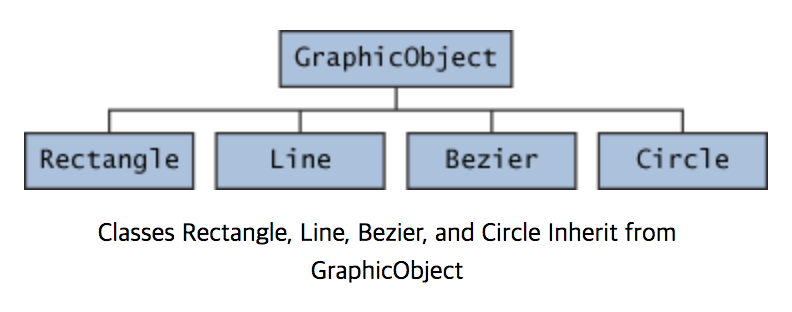 GraphicObject
Rectangle Line Bezier Circle
Classes Rectangle, Line, Bezier, and Circle Inherit from
GraphicObject